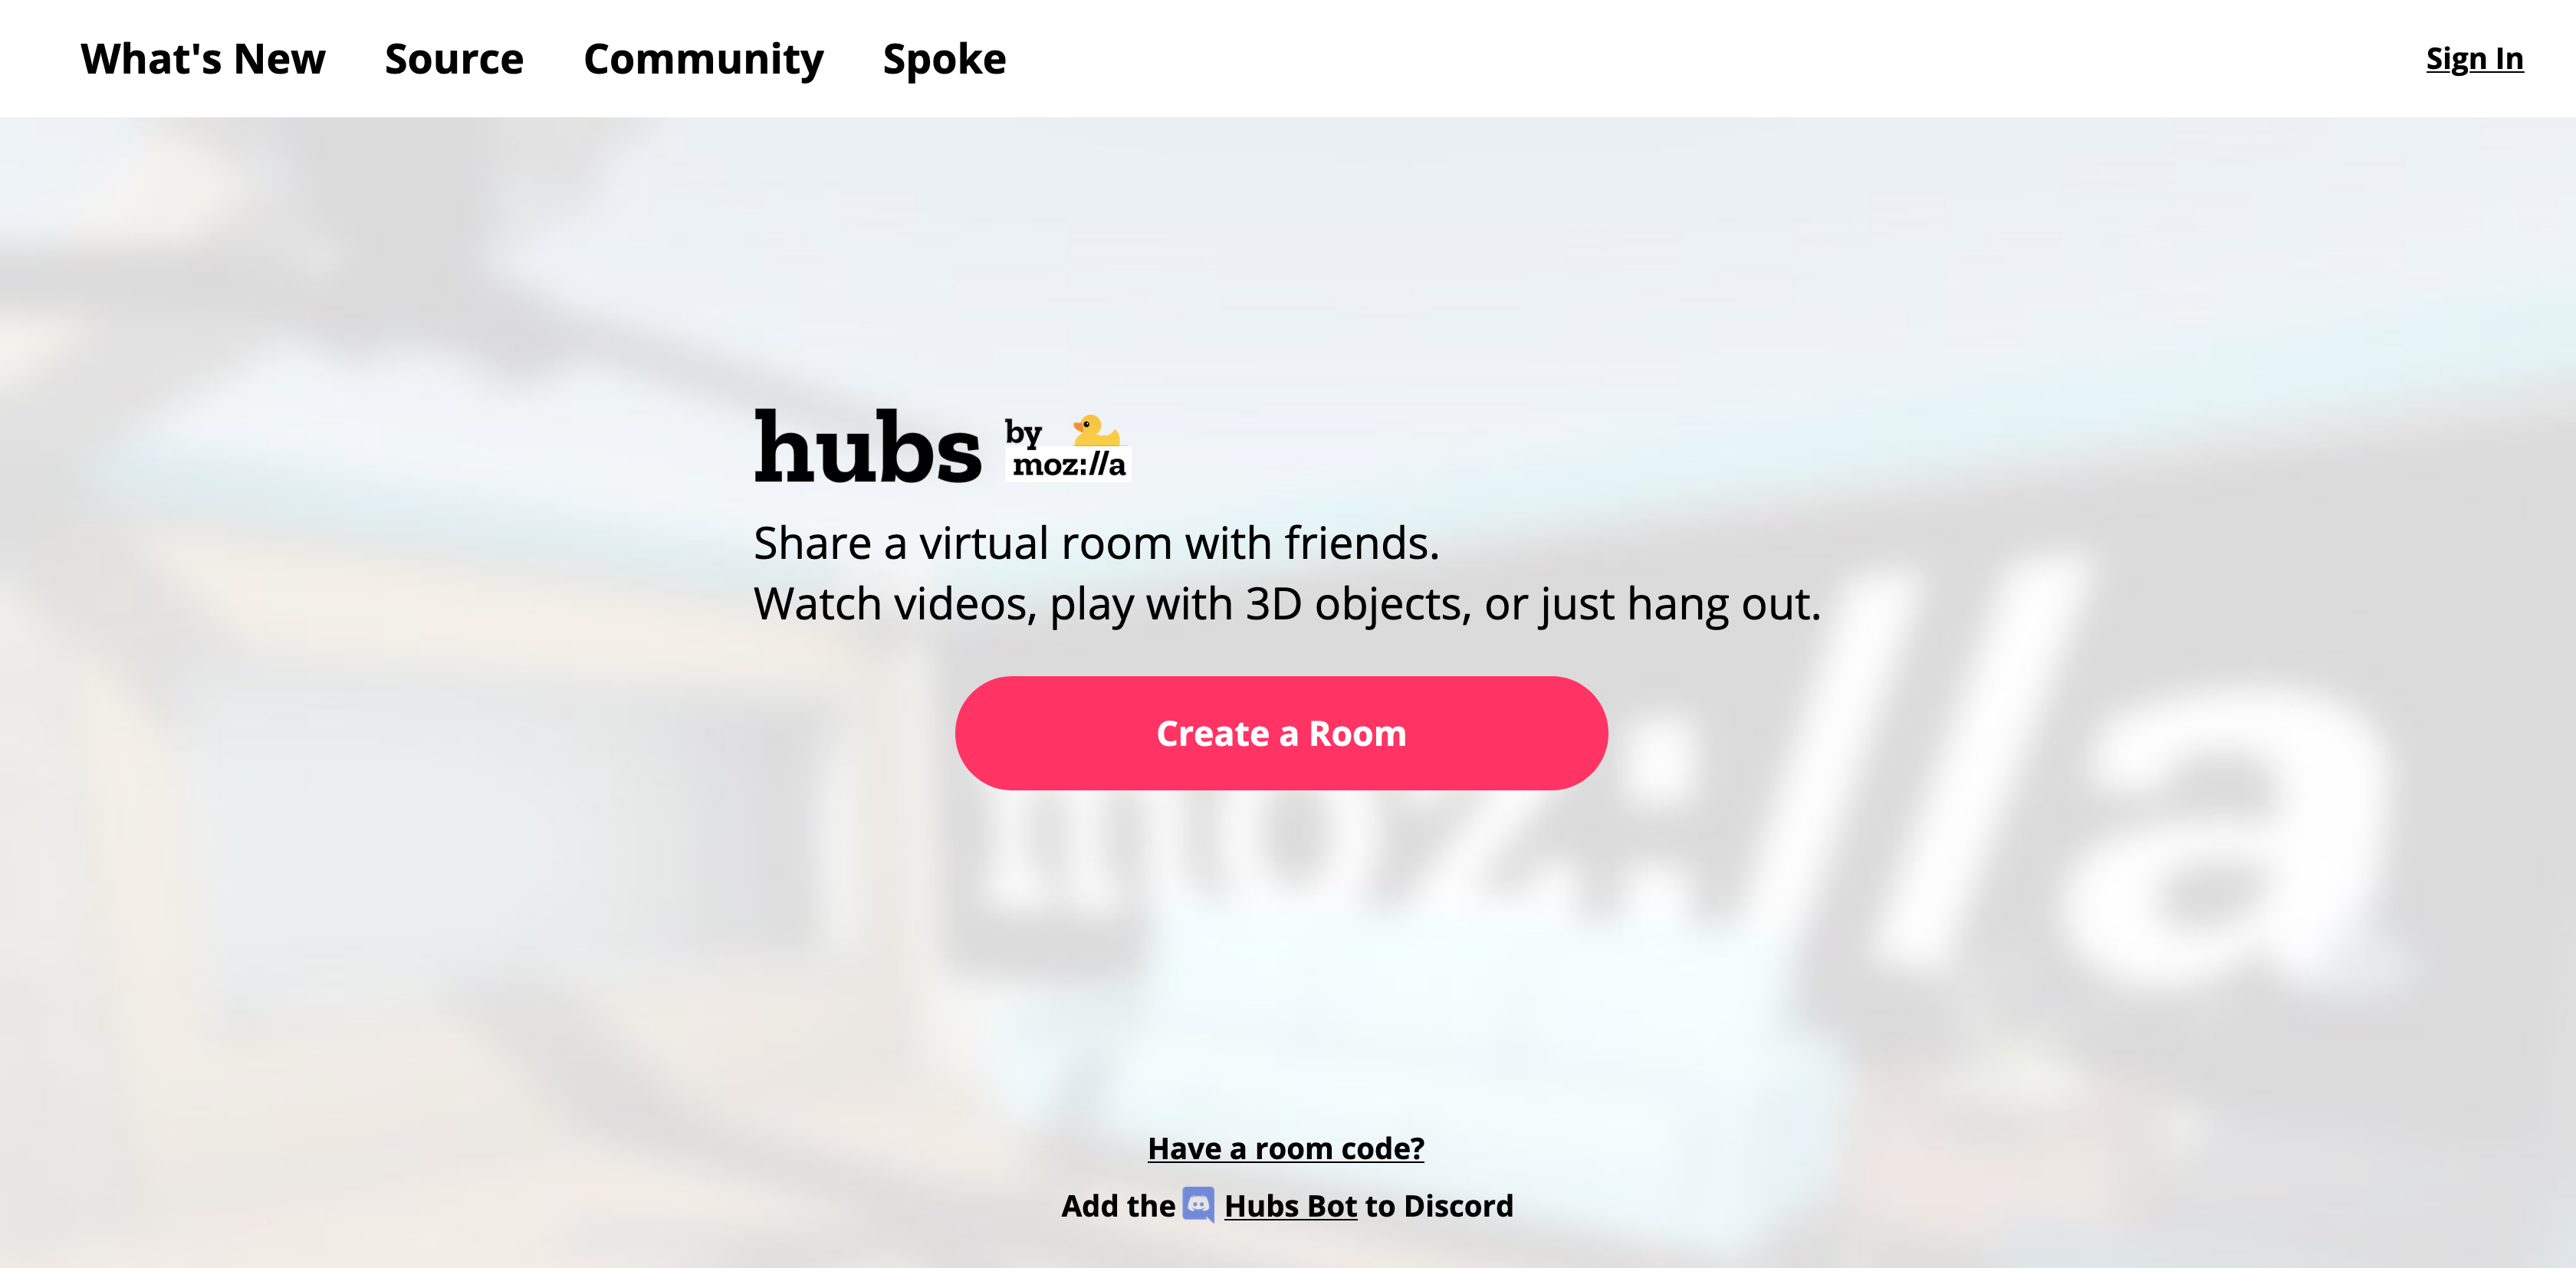 What's New Source Community Spoke Sign In
hubs by moz://a
Share a virtual room with friends.
Watch videos, play with 3D objects, or just hang out.
Create a Room
moz://a
Have a room code?
Add the Hubs Bot to Discord